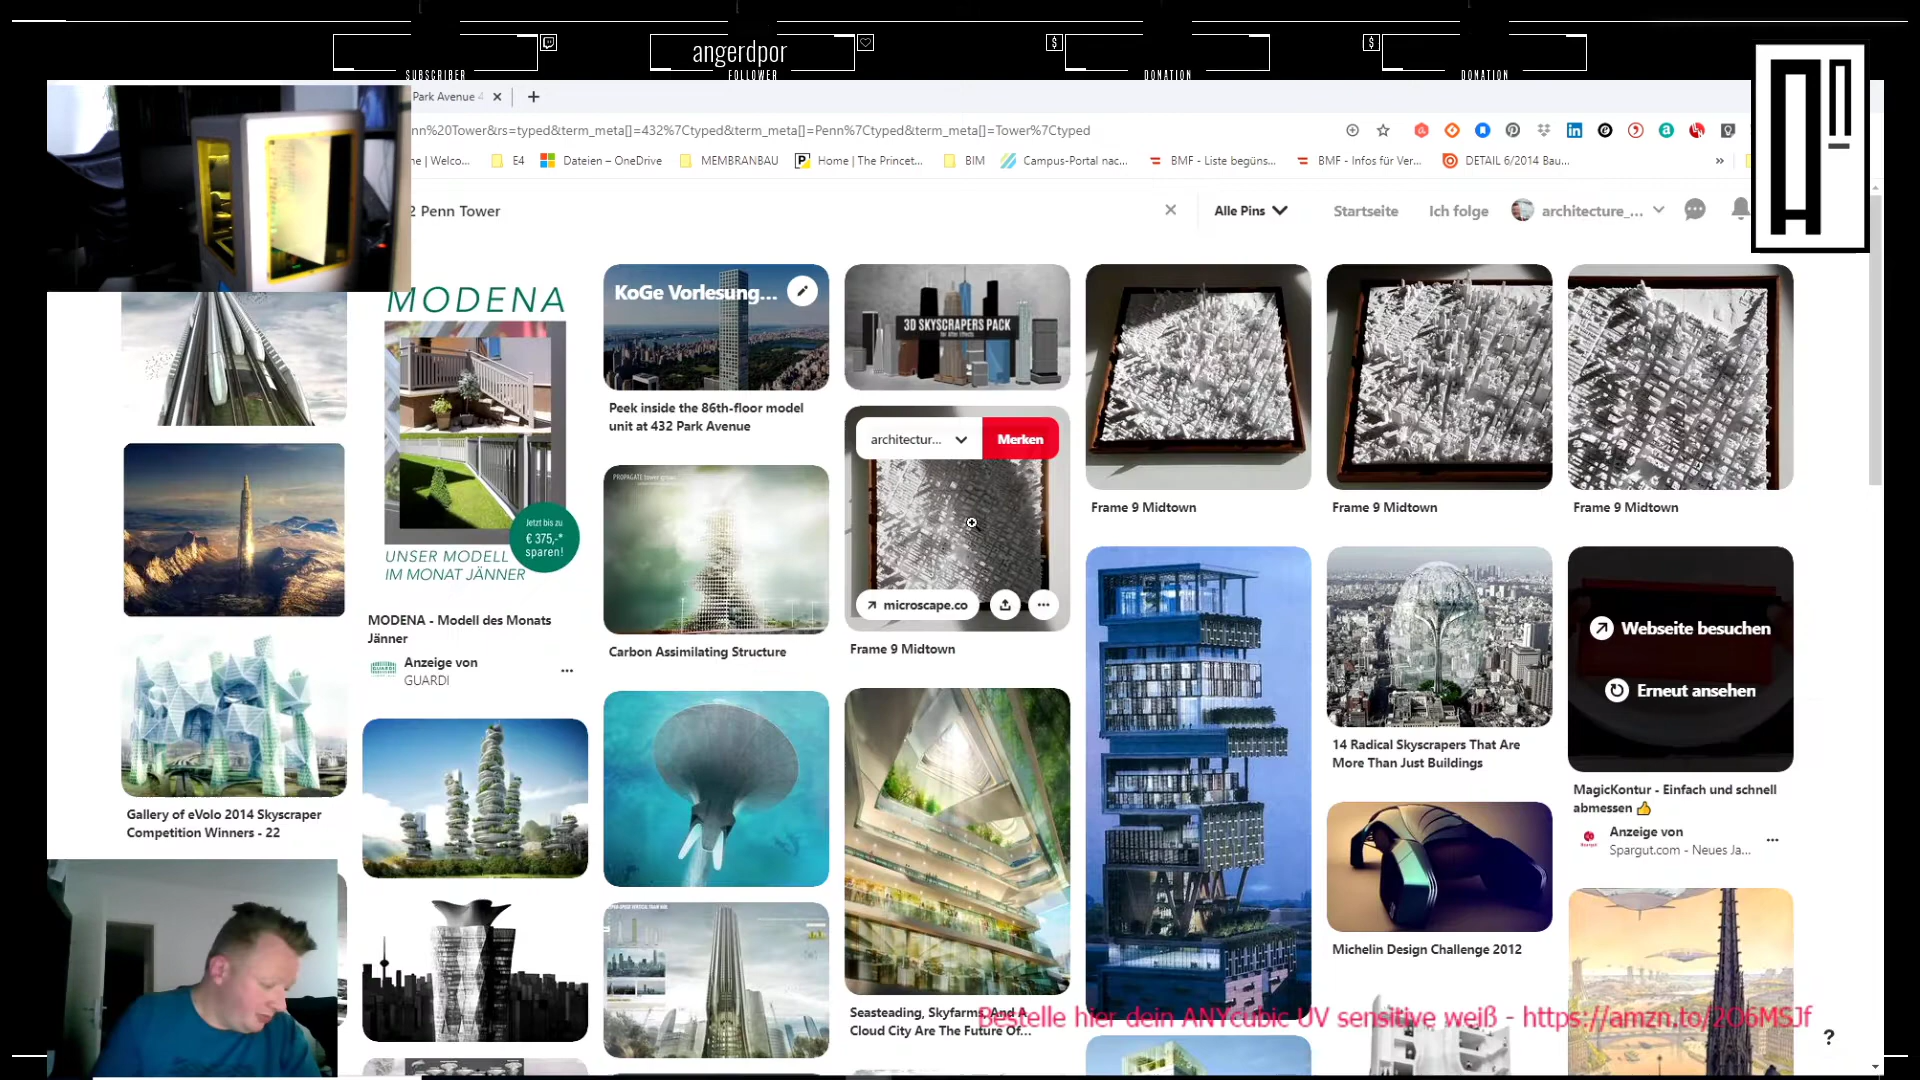 angerdpor
SUBSCRIBER
FOLLOWER
DONATION
DONATION
Park Avenue 4
nn%20Tower&rs=typed&term_meta[]=432%7Ctyped&term_meta[]=Penn%7Ctyped&term_meta[]=Tower%7Ctyped
ne | Welco...
E4
Dateien – OneDrive
MEMBRANBAU
Home | The Princet...
BIM
Campus-Portal nac...
BMF - Liste begüns...
BMF - Infos für Ver...
DETAIL 6/2014 Bau...
2 Penn Tower
Alle Pins
Startseite
Ich folge
architecture_...
MODENA
Jetzt bis zu
€ 375,-*
sparen!
UNSER MODELL
IM MONAT JÄNNER
MODENA - Modell des Monats
Jänner
Anzeige von
GUARDI
Gallery of eVolo 2014 Skyscraper
Competition Winners - 22
KoGe Vorlesung...
Peek inside the 86th-floor model
unit at 432 Park Avenue
PROPAGATE
Carbon Assimilating Structure
3D SKYSCRAPERS PACK
for After Effects
architectur...
Merken
microscape.co
Frame 9 Midtown
Seasteading, Skyfarms, And A
Cloud City Are The Future Of...
Frame 9 Midtown
Frame 9 Midtown
14 Radical Skyscrapers That Are
More Than Just Buildings
Michelin Design Challenge 2012
Frame 9 Midtown
Webseite besuchen
Erneut ansehen
MagicKontur - Einfach und schnell
abmessen 👍
Anzeige von
Spargut.com - Neues Ja...
Bestelle hier dein ANYcubic UV sensitive weiß - https://amzn.to/2O6MSJf
?